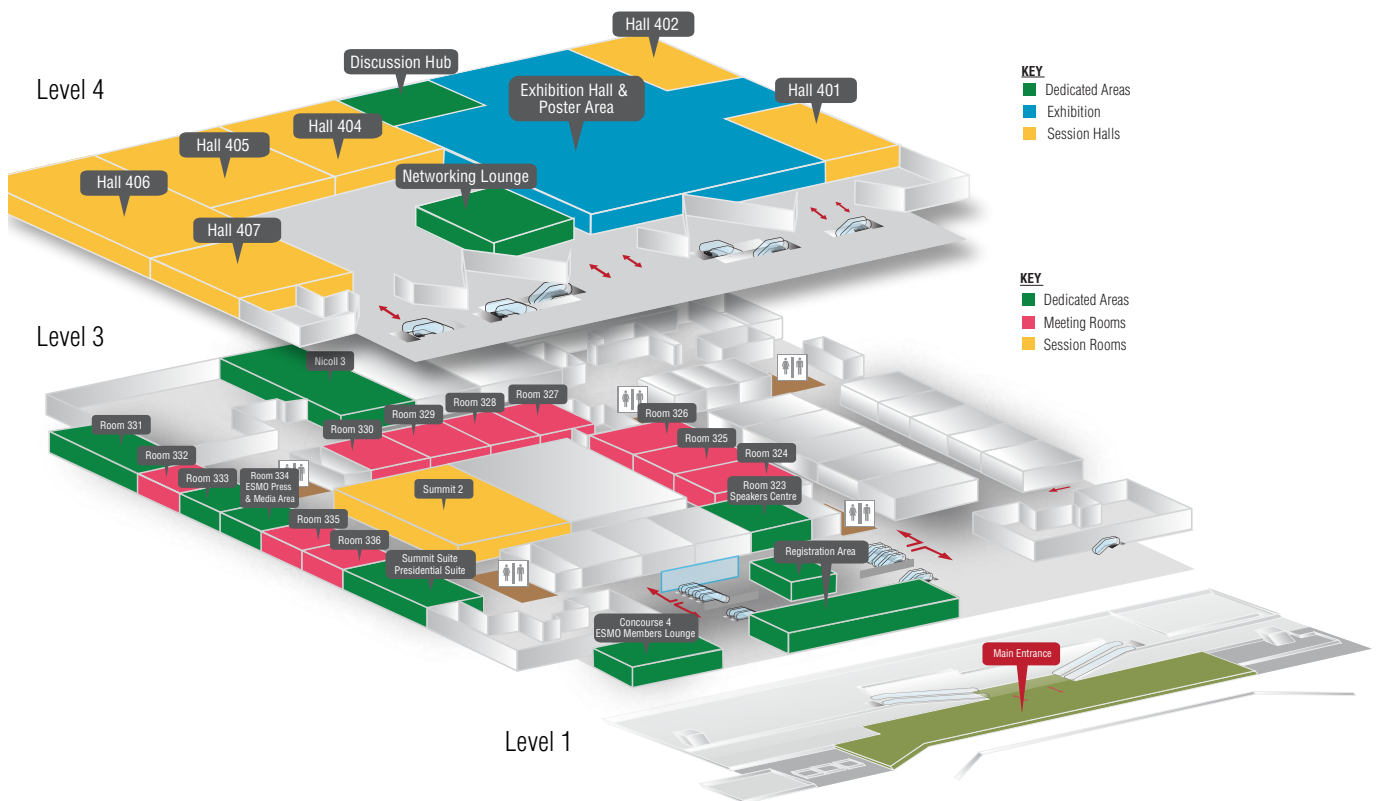 Level 4
Hall 402
Discussion Hub
Exhibition Hall &
Poster Area
Hall 401
Hall 404
Hall 405
Hall 406
Networking Lounge
Hall 407
KEY
Dedicated Areas
Exhibition
Session Halls
Level 3
KEY
Dedicated Areas
Meeting Rooms
Session Rooms
Nicoll 3
Room 327
Room 328
Room 329
Room 330
Room 326
Room 325
Room 324
Room 323
Speakers Centre
Room 331
Room 332
Room 333
Room 334
ESMO Press
& Media Area
Room 335
Room 336
Summit 2
Summit Suite
Presidential Suite
Registration Area
Concourse 4
ESMO Members Lounge
Main Entrance
Level 1